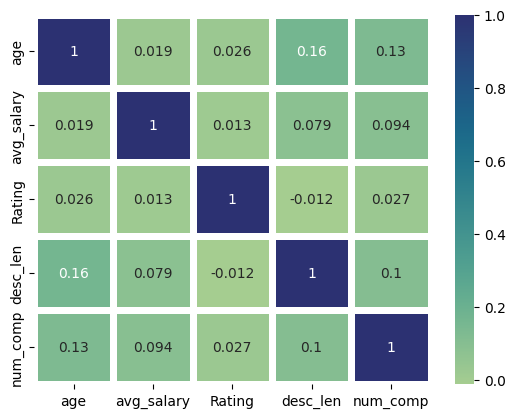 age 1 0.019 0.026 0.16 0.13
avg_salary 0.019 1 0.013 0.079 0.094
Rating 0.026 0.013 1 -0.012 0.027
desc_len 0.16 0.079 -0.012 1 0.1
num_comp 0.13 0.094 0.027 0.1 1
age avg_salary Rating desc_len num_comp
1.0
0.8
0.6
0.4
0.2
0.0